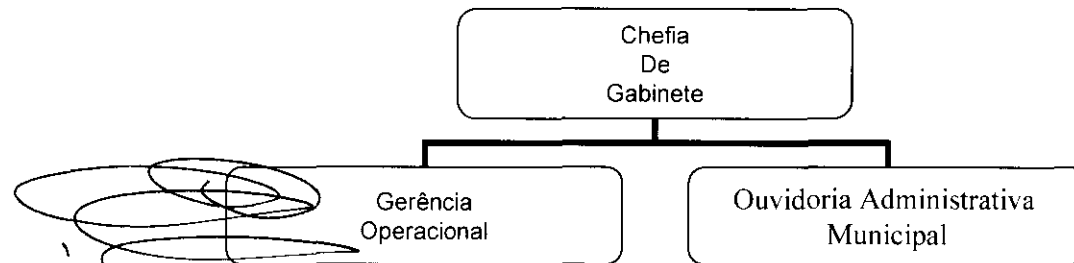 Chefia
De
Gabinete
Gerência
Operacional
Ouvidoria Administrativa
Municipal